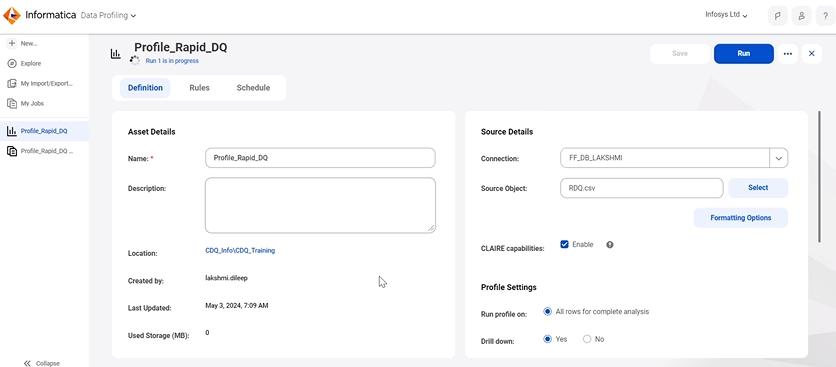 Informatica Data Profiling
Infosys Ltd
?
New...
Explore
My Import/Export...
My Jobs
Profile_Rapid_DQ
Profile_Rapid_DQ ...
Collapse
Profile_Rapid_DQ
Run 1 is in progress
Save
Run
Definition
Rules
Schedule
Asset Details
Name: *
Profile_Rapid_DQ
Description:
Location:
CDQ_Info\CDQ_Training
Created by:
lakshmi.dileep
Last Updated:
May 3, 2024, 7:09 AM
Used Storage (MB):
0
Source Details
Connection:
FF_DB_LAKSHMI
Source Object:
RDQ.csv
Select
Formatting Options
CLAIRE capabilities:
Enable
?
Profile Settings
Run profile on:
All rows for complete analysis
Drill down:
Yes
No